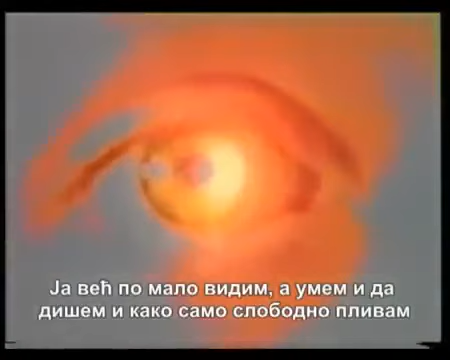 Ја већ по мало видим, а умем и да
дишем и како само слободно пливам